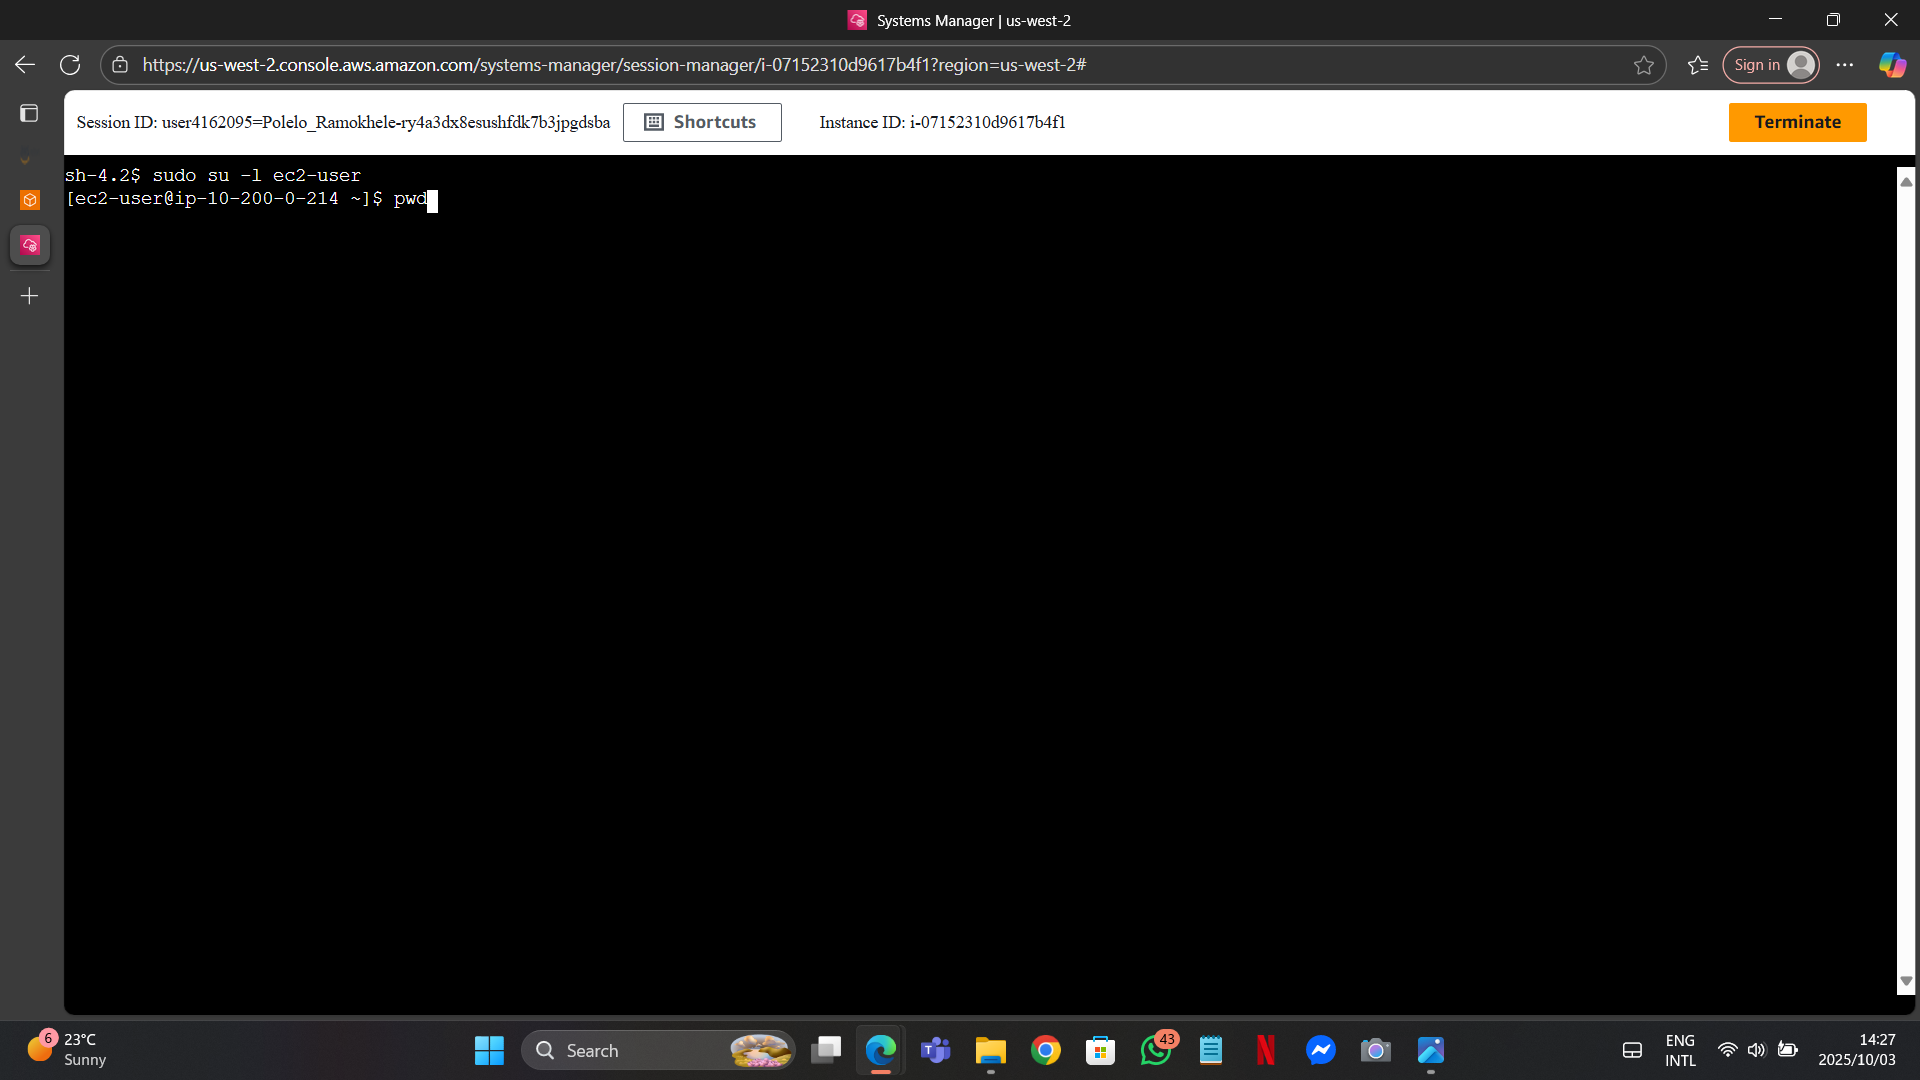 Systems Manager | us-west-2
https://us-west-2.console.aws.amazon.com/systems-manager/session-manager/i-07152310d9617b4f1?region=us-west-2#
Sign in
Session ID: user4162095=Polelo_Ramokhele-ry4a3dx8esushfdk7b3jpgdsba
Shortcuts
Instance ID: i-07152310d9617b4f1
Terminate
sh-4.2$ sudo su -l ec2-user
[ec2-user@ip-10-200-0-214 ~]$ pwd
6
23°C
Sunny
Search
T
43
N
ENG
INTL
14:27
2025/10/03